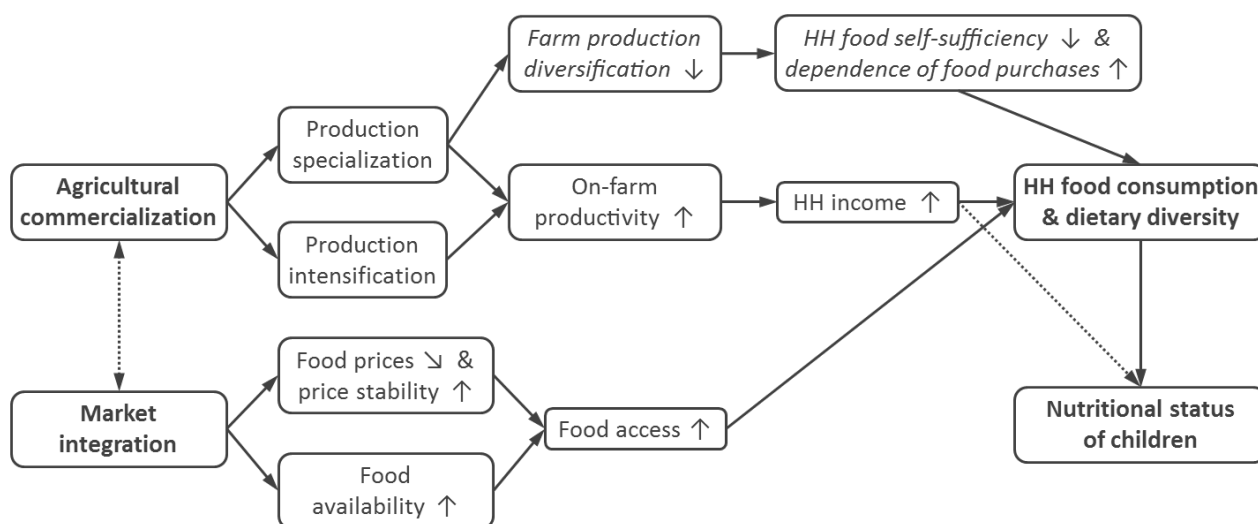 Farm production
diversification ↓
HH food self-sufficiency ↓ &
dependence of food purchases ↑
Production
specialization
Agricultural
commercialization
On-farm
productivity ↑
HH income ↑
HH food consumption
& dietary diversity
Production
intensification
Food prices ↘ &
price stability ↑
Market
integration
Food access ↑
Nutritional status
of children
Food
availability ↑